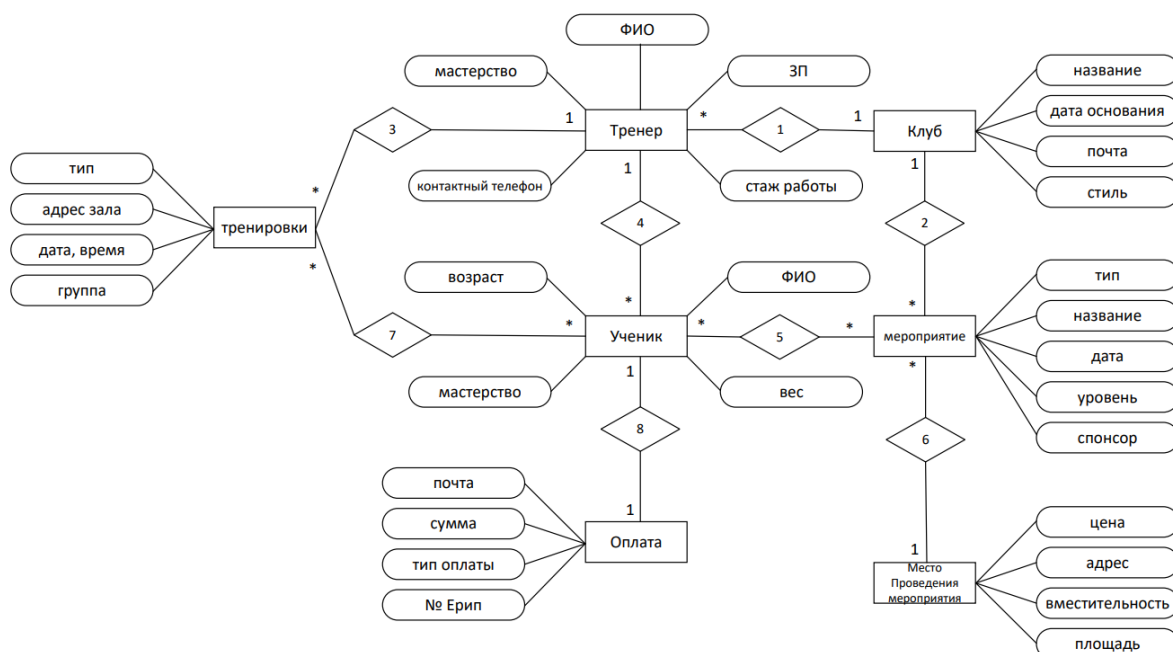 ФИО
мастерство
ЗП
название
3
1
Тренер
*
1
1
Клуб
дата основания
тип
контактный телефон
1
стаж работы
1
почта
адрес зала
*
стиль
тренировки
4
2
дата, время
*
группа
возраст
ФИО
тип
*
*
название
7
*
Ученик
*
5
*
мероприятие
дата
мастерство
1
вес
*
уровень
8
6
спонсор
почта
сумма
1
цена
Оплата
1
тип оплаты
Место
Проведения
мероприятия
адрес
№ Ерип
вместительность
площадь